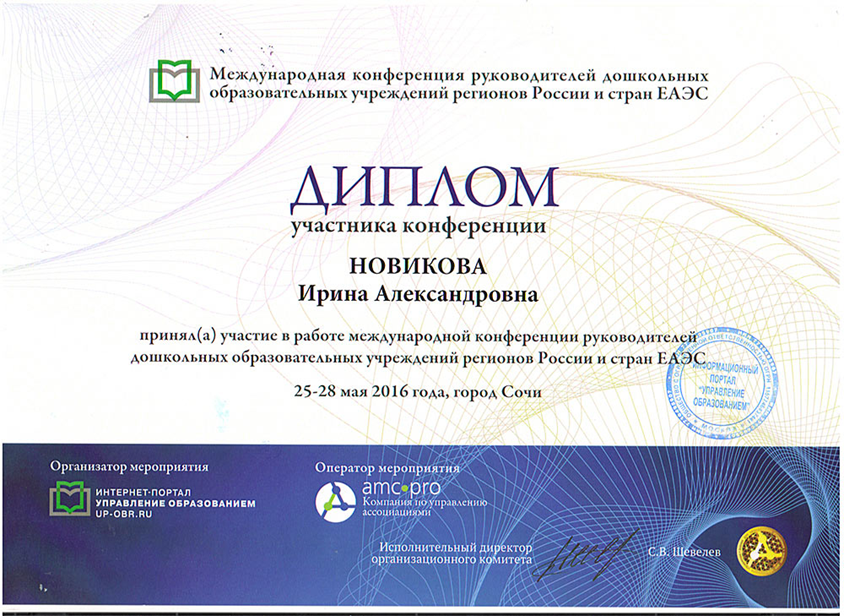 Международная конференция руководителей дошкольных
образовательных учреждений регионов России и стран ЕАЭС
ДИПЛОМ
участника конференции
НОВИКОВА
Ирина Александровна
принял(а) участие в работе международной конференции руководителей
дошкольных образовательных учреждений регионов России и стран ЕАЭС
25-28 мая 2016 года, город Сочи
ИНФОРМАЦИОННЫЙ
ПОРТАЛ
"УПРАВЛЕНИЕ
ОБРАЗОВАНИЕМ"
МОСКВА
Организатор мероприятия
ИНТЕРНЕТ-ПОРТАЛ
УПРАВЛЕНИЕ ОБРАЗОВАНИЕМ
UP-OBR.RU
Оператор мероприятия
amc•pro
Компания по управлению
ассоциациями
Исполнительный директор
организационного комитета
С.В. Шевелев